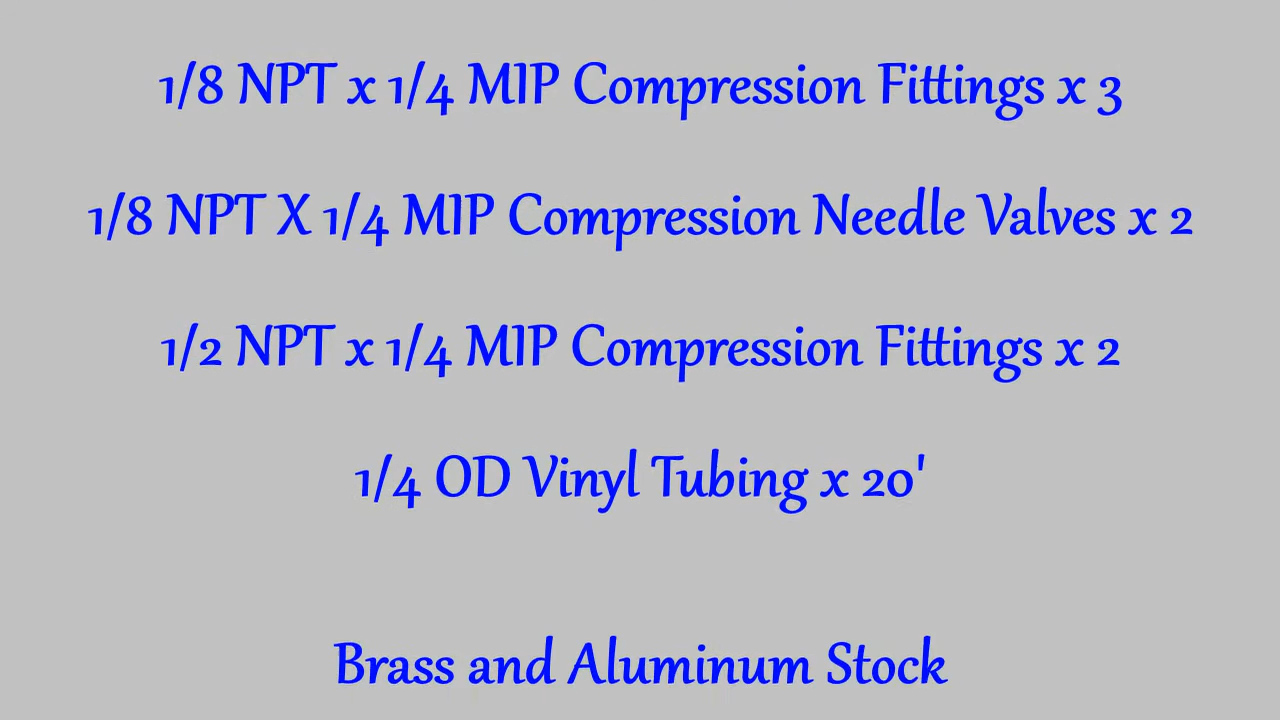 1/8 NPT x 1/4 MIP Compression Fittings x 3
1/8 NPT X 1/4 MIP Compression Needle Valves x 2
1/2 NPT x 1/4 MIP Compression Fittings x 2
1/4 OD Vinyl Tubing x 20'
Brass and Aluminum Stock